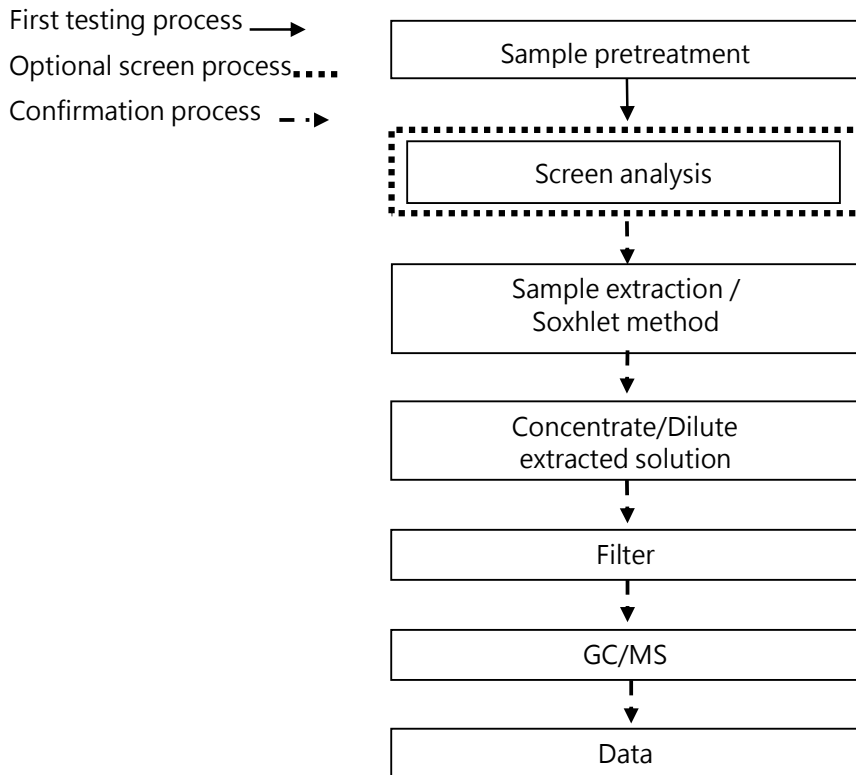 First testing process
Optional screen process
Confirmation process
Sample pretreatment
Screen analysis
Sample extraction /
Soxhlet method
Concentrate/Dilute
extracted solution
Filter
GC/MS
Data